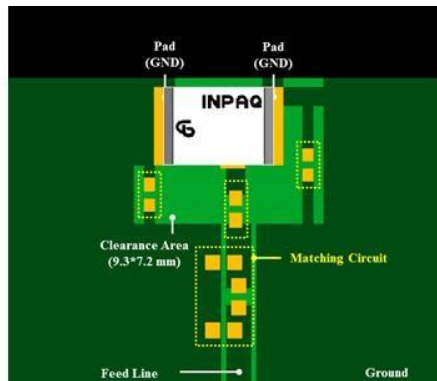 Pad
(GND)
Pad
(GND)
INPAQ
Clearance Area
(9.3*7.2 mm)
Matching Circuit
Feed Line
Ground